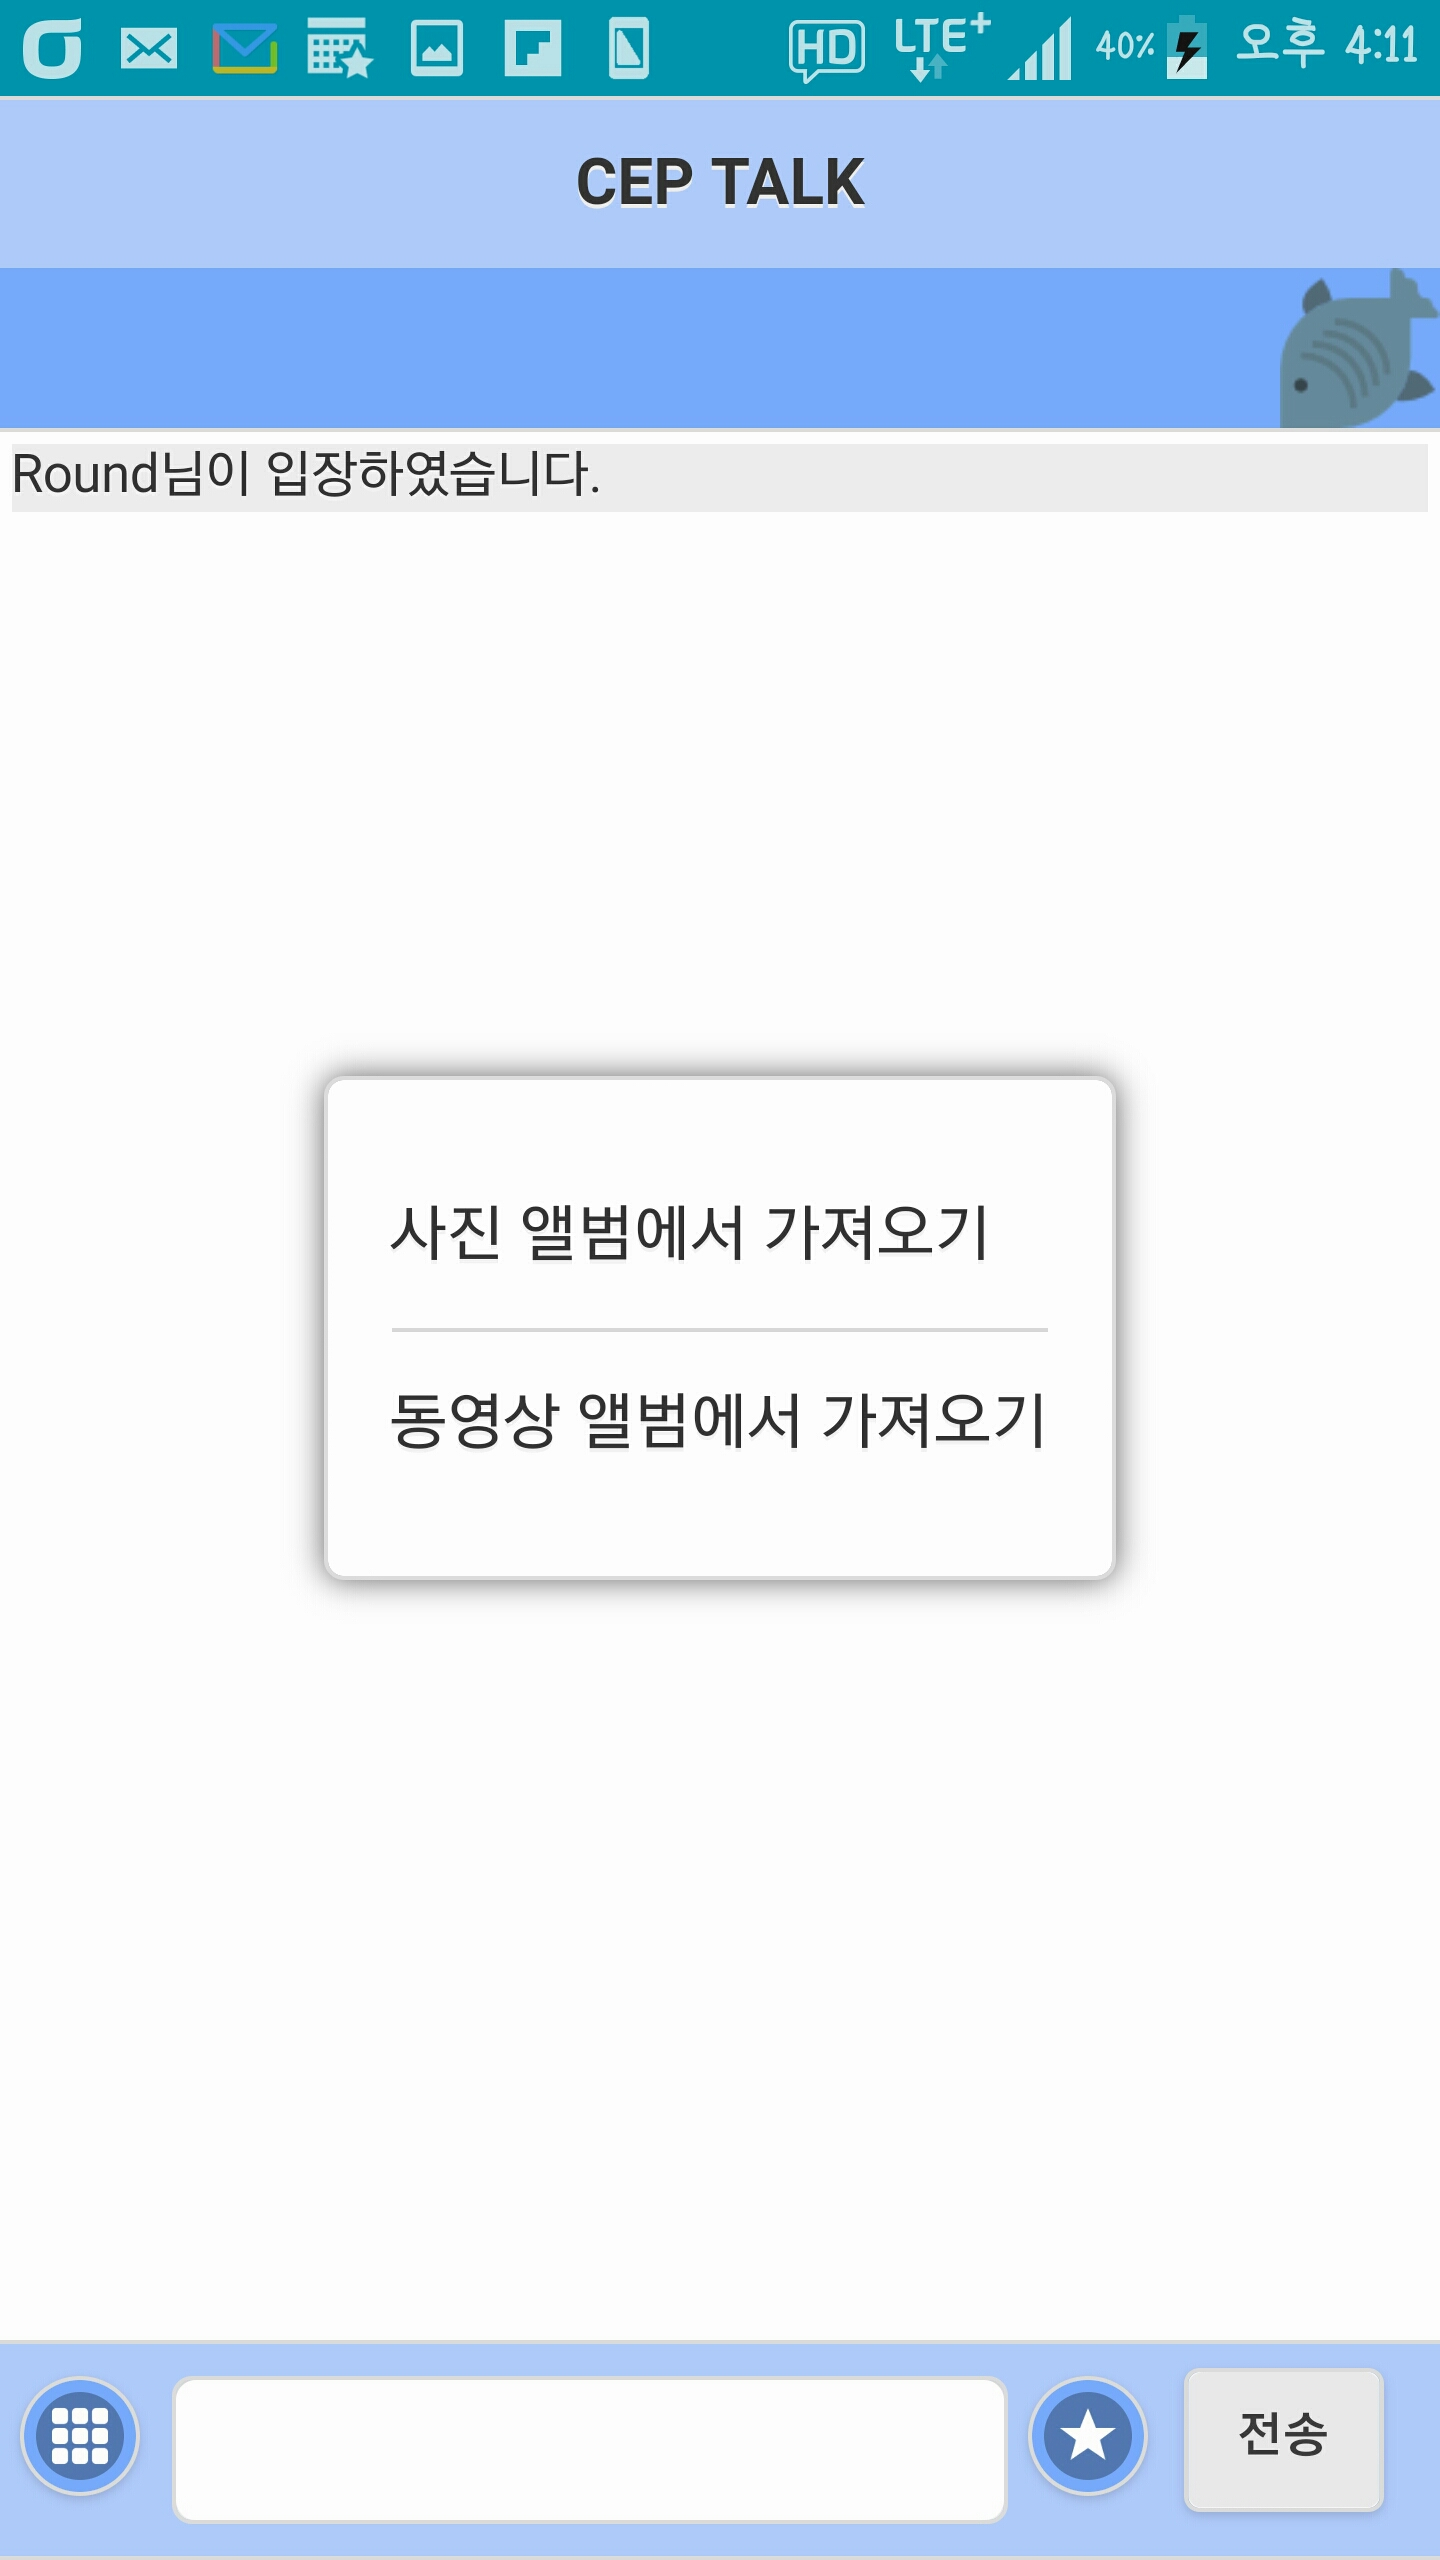 HD LTE+ 40% 오후 4:11
CEP TALK
Round님이 입장하였습니다.
사진 앨범에서 가져오기
동영상 앨범에서 가져오기
전송